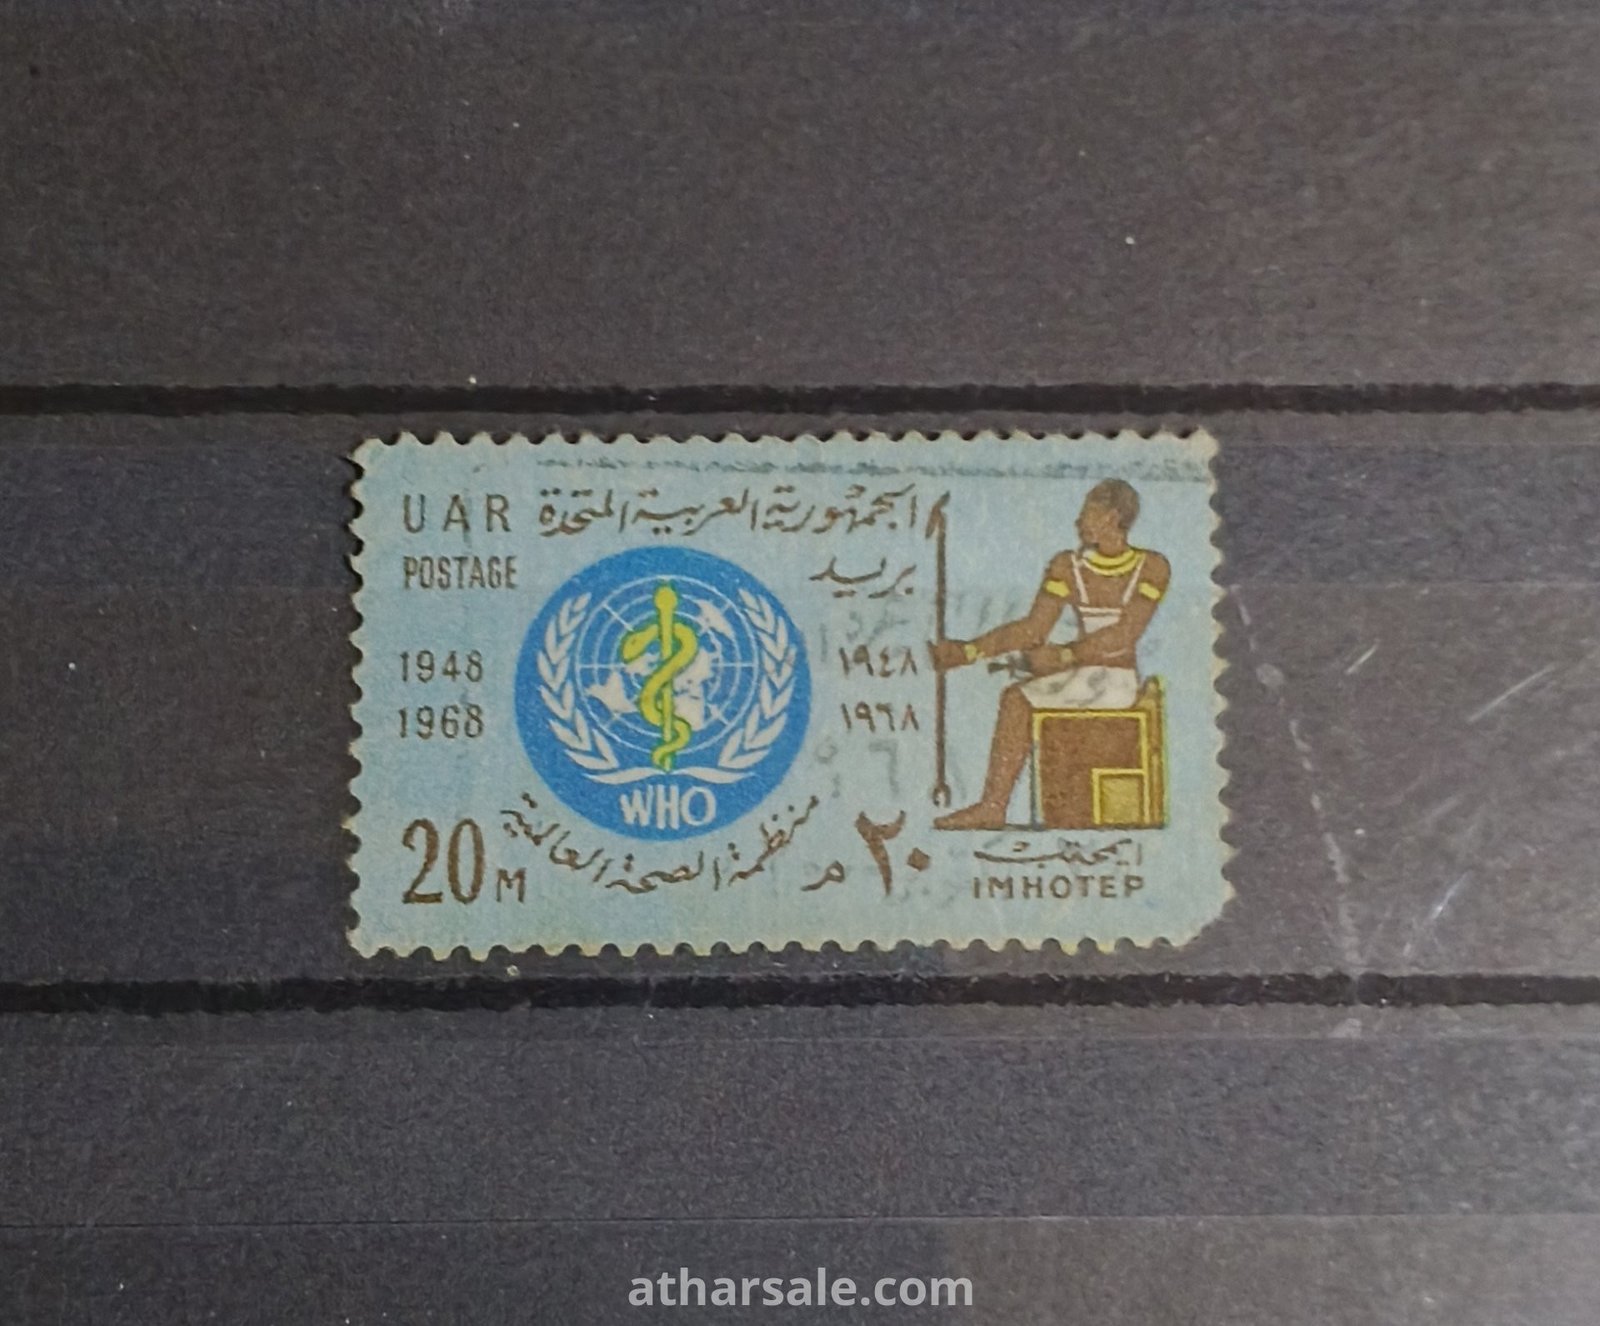 UAR الجمهورية العربية المتحدة
POSTAGE بريد
1948 ١٩٤٨
1968 ١٩٦٨
WHO
منظمة الصحة العالمية
20 M ٢٠ م
ايمحتب
IMHOTEP
atharsale.com